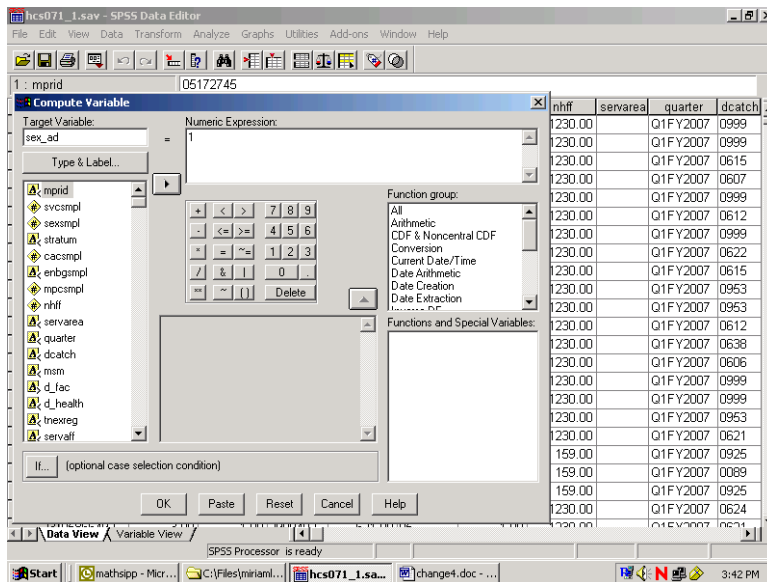 hcs071_1.sav - SPSS Data Editor
File Edit View Data Transform Analyze Graphs Utilities Add-ons Window Help
1 : mprid 05172745
Compute Variable
Target Variable:
sex_ad
=
Numeric Expression:
1
Type & Label...
mprid
svcsmpl
sexsmpl
stratum
cacsmpl
enbgsmpl
mpcsmpl
nhff
servarea
quarter
dcatch
msm
d_fac
d_health
tnexreg
servaff
+ < > 7 8 9
- <= >= 4 5 6
* = ~= 1 2 3
/ & | 0 .
** ~ () Delete
Function group:
All
Arithmetic
CDF & Noncentral CDF
Conversion
Current Date/Time
Date Arithmetic
Date Creation
Date Extraction
Functions and Special Variables:
If... (optional case selection condition)
OK Paste Reset Cancel Help
nhff servarea quarter dcatch
1230.00 Q1FY2007 0999
1230.00 Q1FY2007 0999
1230.00 Q1FY2007 0615
1230.00 Q1FY2007 0607
1230.00 Q1FY2007 0999
1230.00 Q1FY2007 0612
1230.00 Q1FY2007 0999
1230.00 Q1FY2007 0622
1230.00 Q1FY2007 0615
1230.00 Q1FY2007 0953
1230.00 Q1FY2007 0953
1230.00 Q1FY2007 0612
1230.00 Q1FY2007 0638
1230.00 Q1FY2007 0606
1230.00 Q1FY2007 0999
1230.00 Q1FY2007 0999
1230.00 Q1FY2007 0953
1230.00 Q1FY2007 0621
159.00 Q1FY2007 0925
159.00 Q1FY2007 0089
159.00 Q1FY2007 0925
1230.00 Q1FY2007 0624
Data View Variable View
SPSS Processor is ready
Start mathsipp - Micr... C:\Files\miriaml... hcs071_1.sa... change4.doc - ... 3:42 PM